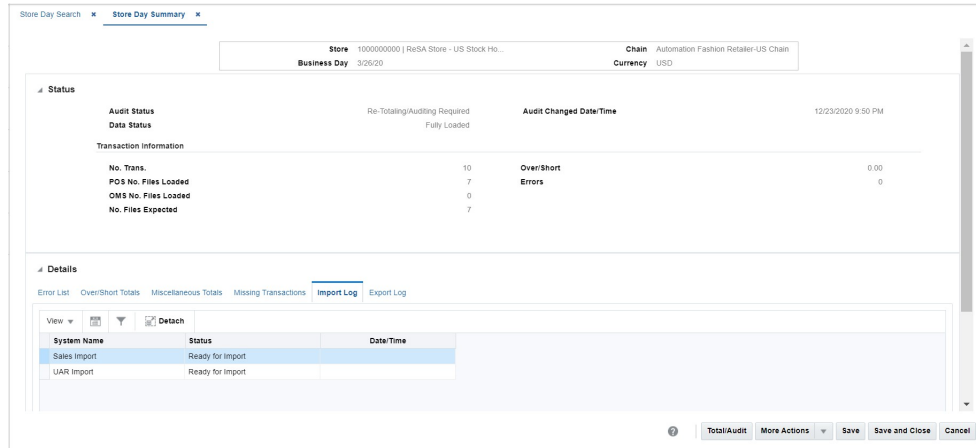 Store Day Search × Store Day Summary ×
Store 1000000000 | ReSA Store - US Stock Ho... Chain Automation Fashion Retailer-US Chain
Business Day 3/26/20 Currency USD
Status
Audit Status Re-Totaling/Auditing Required Audit Changed Date/Time 12/23/2020 9:50 PM
Data Status Fully Loaded
Transaction Information
No. Trans. 10 Over/Short 0.00
POS No. Files Loaded 7 Errors 0
OMS No. Files Loaded 0
No. Files Expected 7
Details
Error List Over/Short Totals Miscellaneous Totals Missing Transactions Import Log Export Log
View Detach
System Name Status Date/Time
Sales Import Ready for Import
UAR Import Ready for Import
? Total/Audit More Actions Save Save and Close Cancel